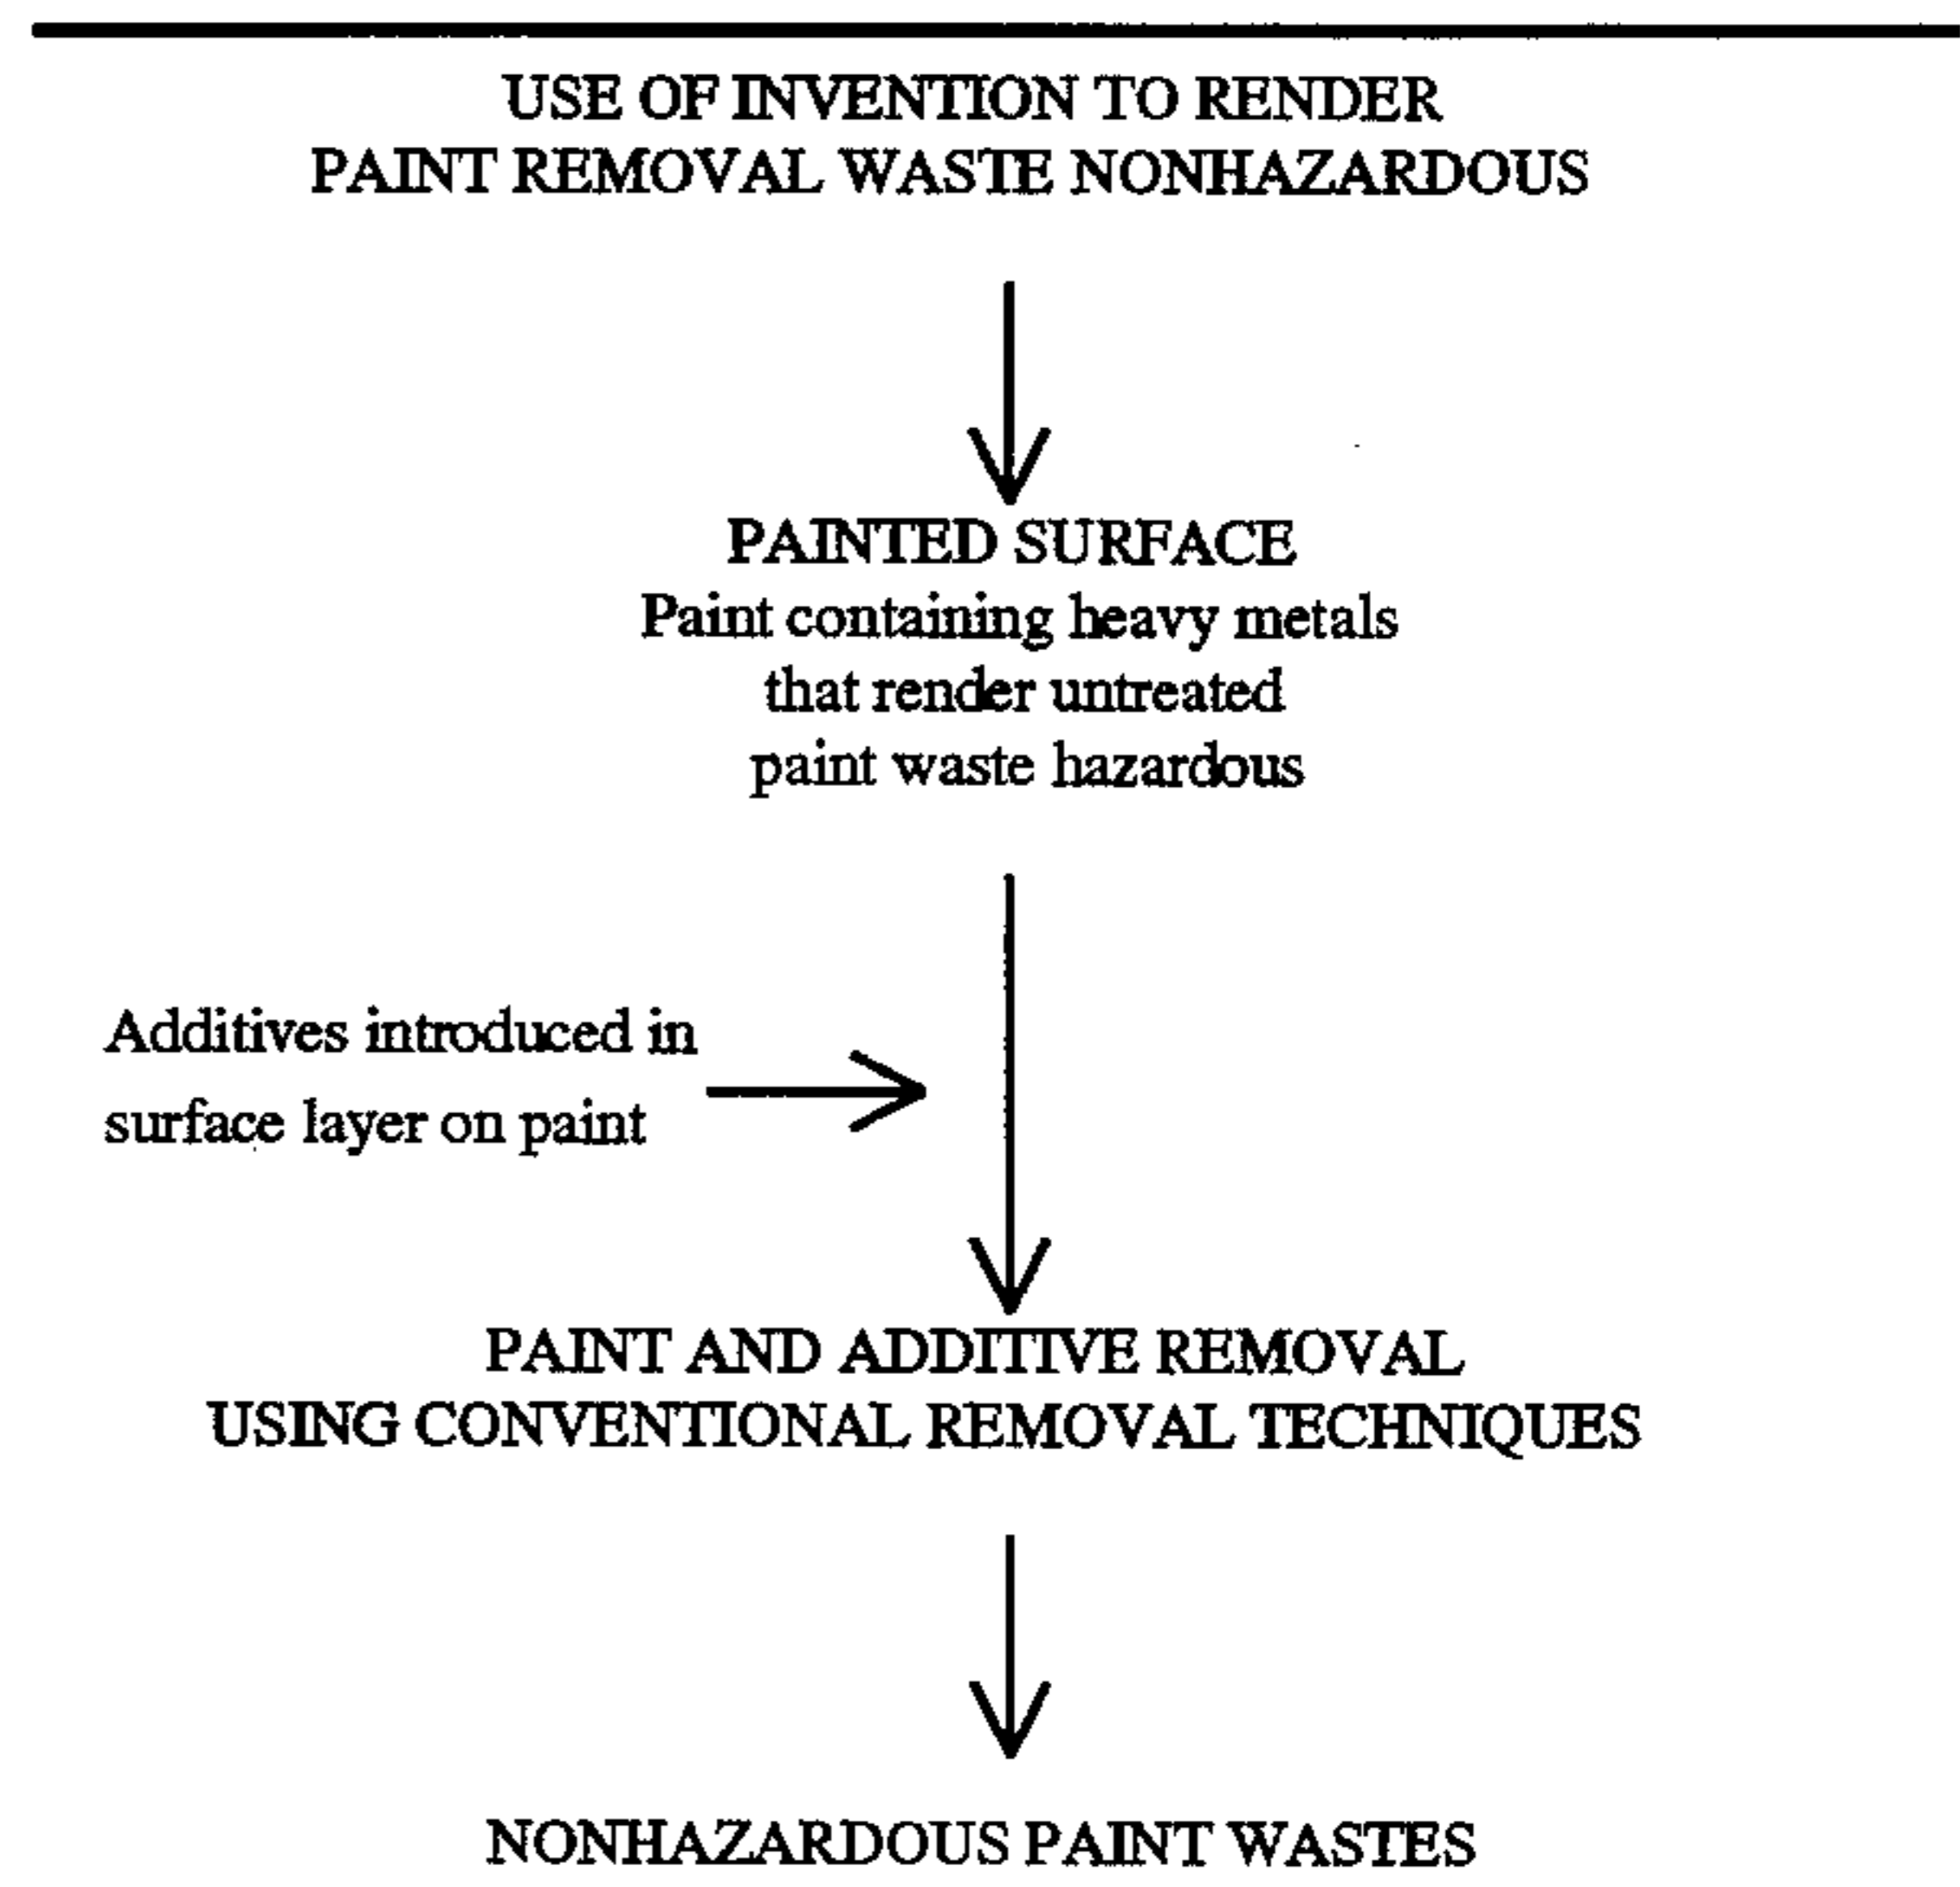 USE OF INVENTION TO RENDER
PAINT REMOVAL WASTE NONHAZARDOUS
PAINTED SURFACE
Paint containing heavy metals
that render untreated
paint waste hazardous
Additives introduced in
surface layer on paint
PAINT AND ADDITIVE REMOVAL
USING CONVENTIONAL REMOVAL TECHNIQUES
NONHAZARDOUS PAINT WASTES